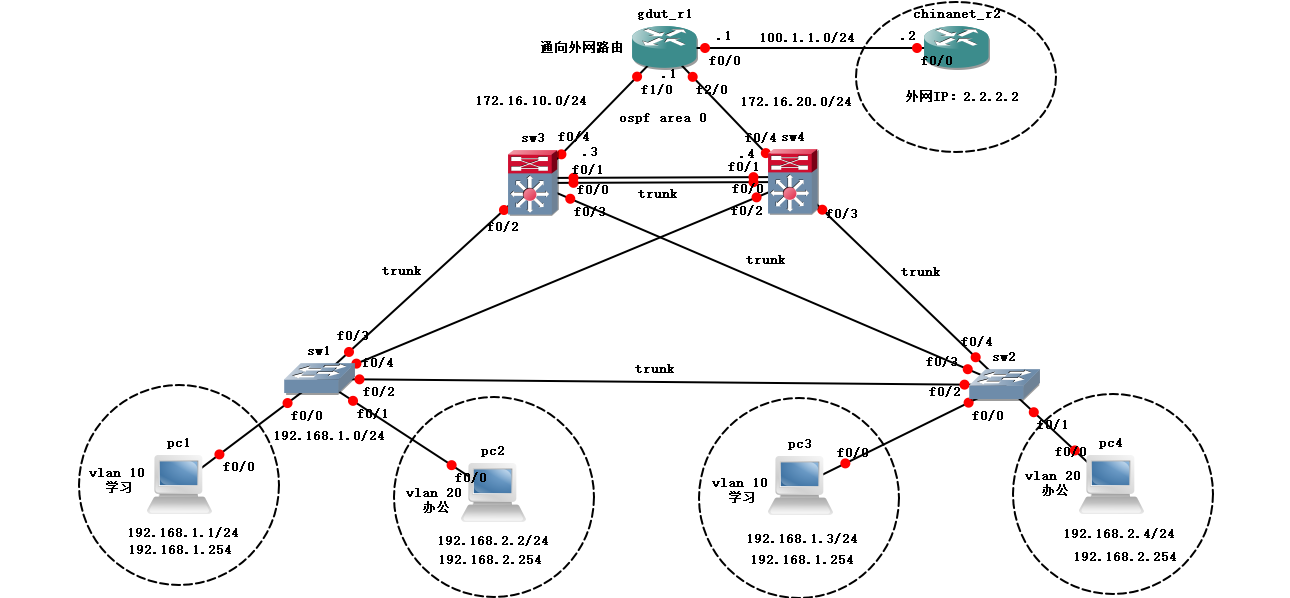 gdut_r1
chinanet_r2
通向外网路由
.1
100.1.1.0/24
.2
f0/0
f0/0
.1
f1/0
f2/0
172.16.10.0/24
172.16.20.0/24
外网IP: 2.2.2.2
ospf area 0
sw3
f0/4
f0/4
sw4
.3
.4
f0/1
f0/1
f0/0
f0/0
trunk
f0/2
f0/3
f0/2
f0/3
trunk
trunk
trunk
f0/3
sw1
f0/4
f0/4
sw2
f0/3
trunk
f0/2
f0/2
f0/0
f0/1
f0/0
f0/1
192.168.1.0/24
pc1
f0/0
vlan 10
学习
192.168.1.1/24
192.168.1.254
pc2
f0/0
vlan 20
办公
192.168.2.2/24
192.168.2.254
pc3
f0/0
vlan 10
学习
192.168.1.3/24
192.168.1.254
pc4
f0/0
vlan 20
办公
192.168.2.4/24
192.168.2.254